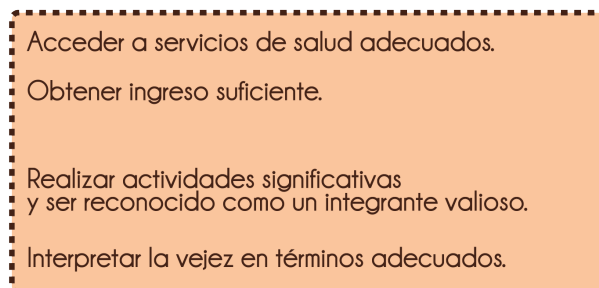 Acceder a servicios de salud adecuados.
Obtener ingreso suficiente.
Realizar actividades significativas
y ser reconocido como un integrante valioso.
Interpretar la vejez en términos adecuados.